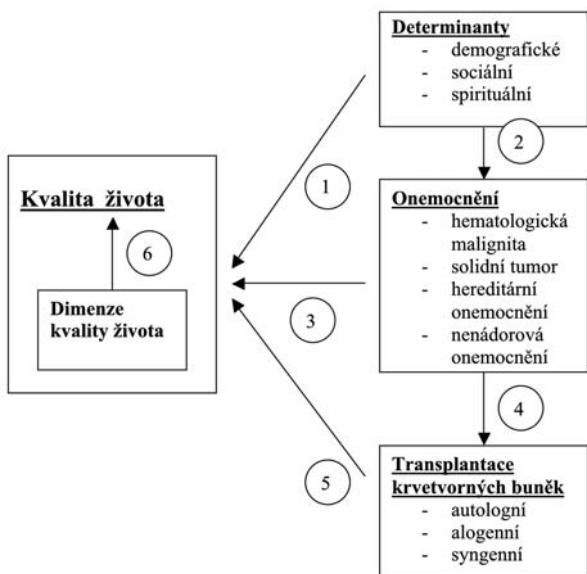 Determinanty
- demografické
- sociální
- spirituální
2
1
Kvalita života
6
Dimenze
kvality života
3
Onemocnění
- hematologická
malignita
- solidní tumor
- hereditární
onemocnění
- nenádorová
onemocnění
4
5
Transplantace
krvetvorných buněk
- autologní
- alogenní
- syngenní